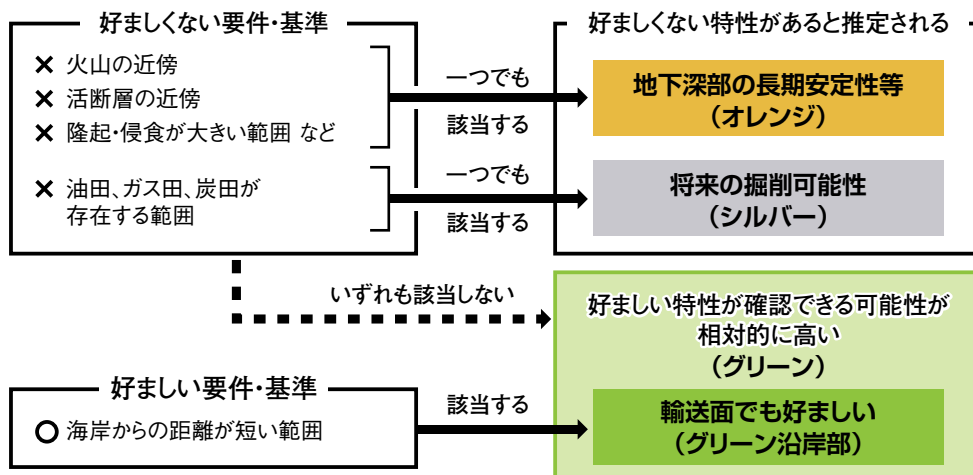 好ましくない要件・基準
× 火山の近傍
× 活断層の近傍
× 隆起・侵食が大きい範囲 など
× 油田、ガス田、炭田が
存在する範囲
一つでも
該当する
一つでも
該当する
好ましくない特性があると推定される
地下深部の長期安定性等
(オレンジ)
将来の掘削可能性
(シルバー)
いずれも該当しない
好ましい特性が確認できる可能性が
相対的に高い
(グリーン)
好ましい要件・基準
○ 海岸からの距離が短い範囲
該当する
輸送面でも好ましい
(グリーン沿岸部)